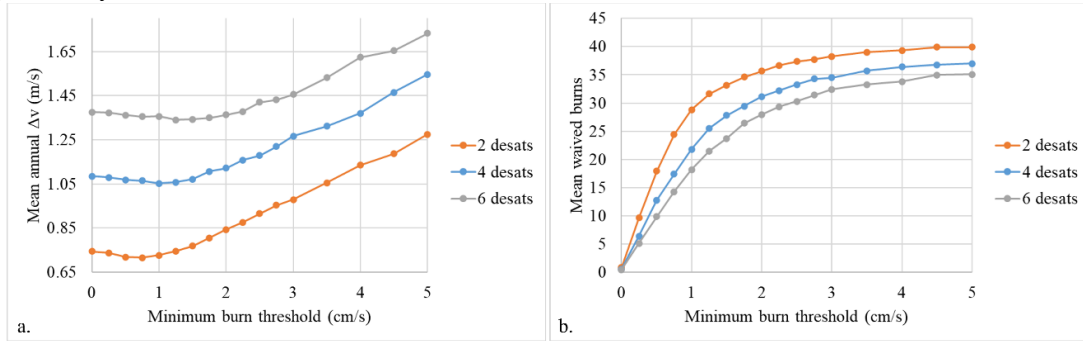 Mean annual Δv (m/s)
1.65
1.45
1.25
1.05
0.85
0.65
0 1 2 3 4 5
Minimum burn threshold (cm/s)
2 desats
4 desats
6 desats
a.
Mean waived burns
45
40
35
30
25
20
15
10
5
0
0 1 2 3 4 5
Minimum burn threshold (cm/s)
2 desats
4 desats
6 desats
b.